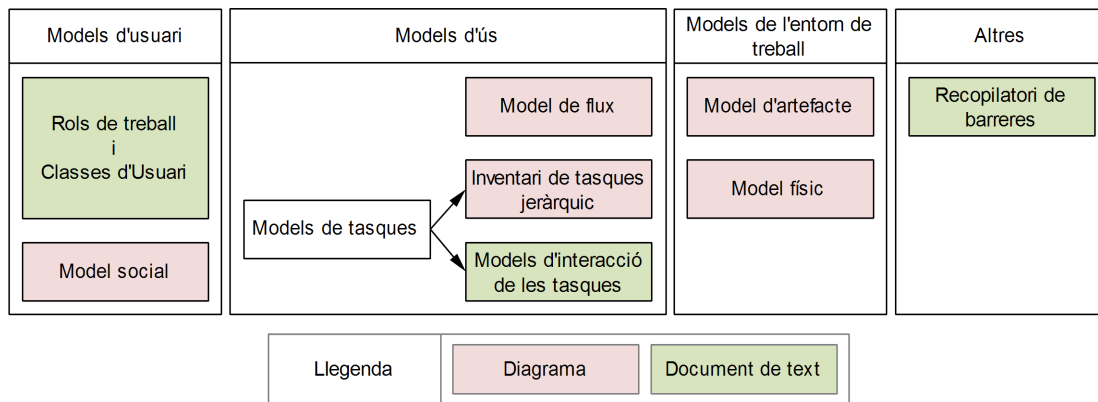 Models d'usuari
Rols de treball
i
Classes d'Usuari
Model social
Models d'ús
Model de flux
Models de tasques
Inventari de tasques
jeràrquic
Models d'interacció
de les tasques
Models de l'entorn de
treball
Model d'artefacte
Model físic
Altres
Recopilatori de
barreres
Llegenda
Diagrama
Document de text